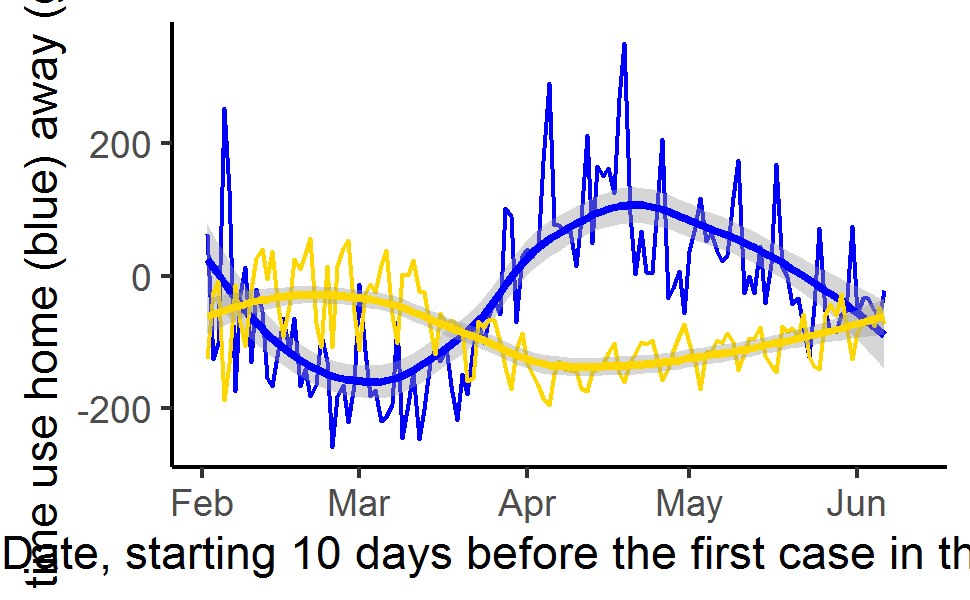 time use home (blue) away (
200
0
-200
Feb Mar Apr May Jun
Date, starting 10 days before the first case in th